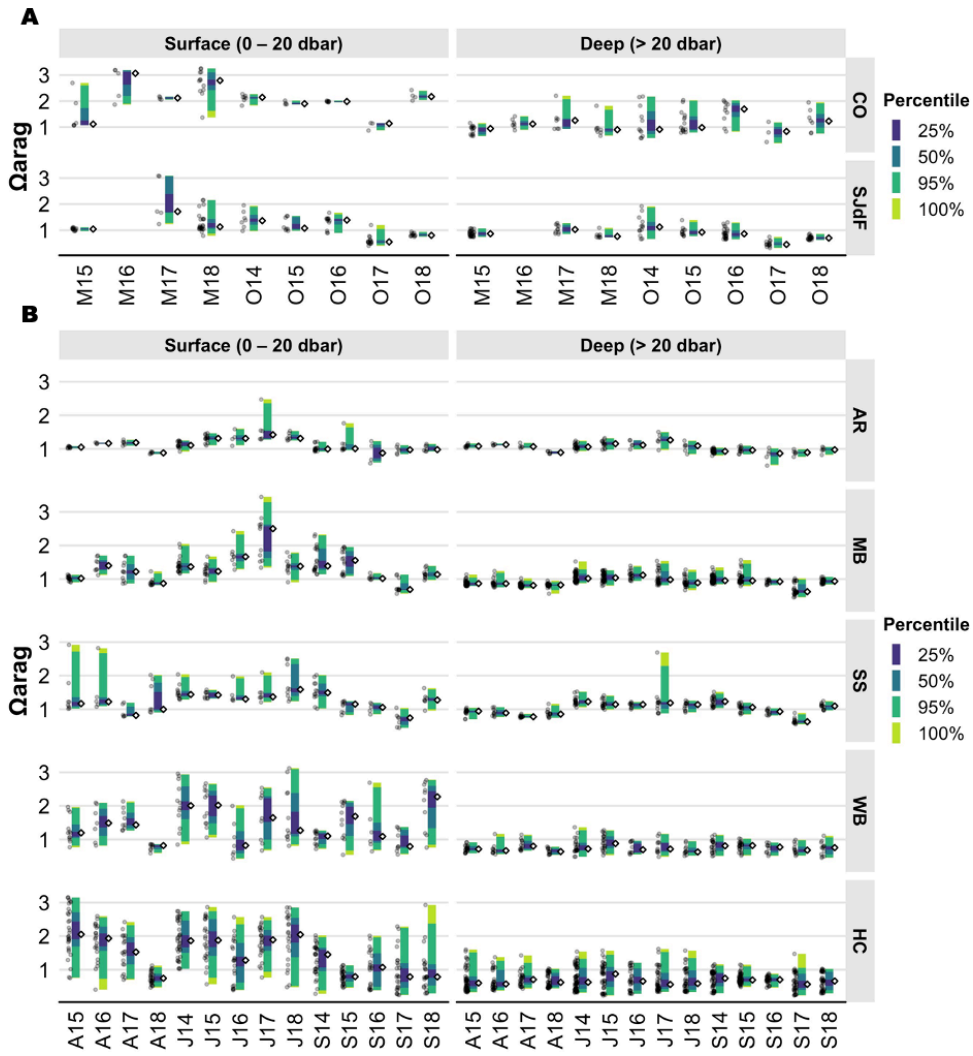 A
Surface (0 – 20 dbar) Deep (> 20 dbar)
Ωarag
3
2
1
CO
3
2
1
SJdF
M15 M16 M17 M18 O14 O15 O16 O17 O18 M15 M16 M17 M18 O14 O15 O16 O17 O18
Percentile
25%
50%
95%
100%
B
Surface (0 – 20 dbar) Deep (> 20 dbar)
Ωarag
3
2
1
AR
3
2
1
MB
3
2
1
SS
3
2
1
WB
3
2
1
HC
A15 A16 A17 A18 J14 J15 J16 J17 J18 S14 S15 S16 S17 S18 A15 A16 A17 A18 J14 J15 J16 J17 J18 S14 S15 S16 S17 S18
Percentile
25%
50%
95%
100%